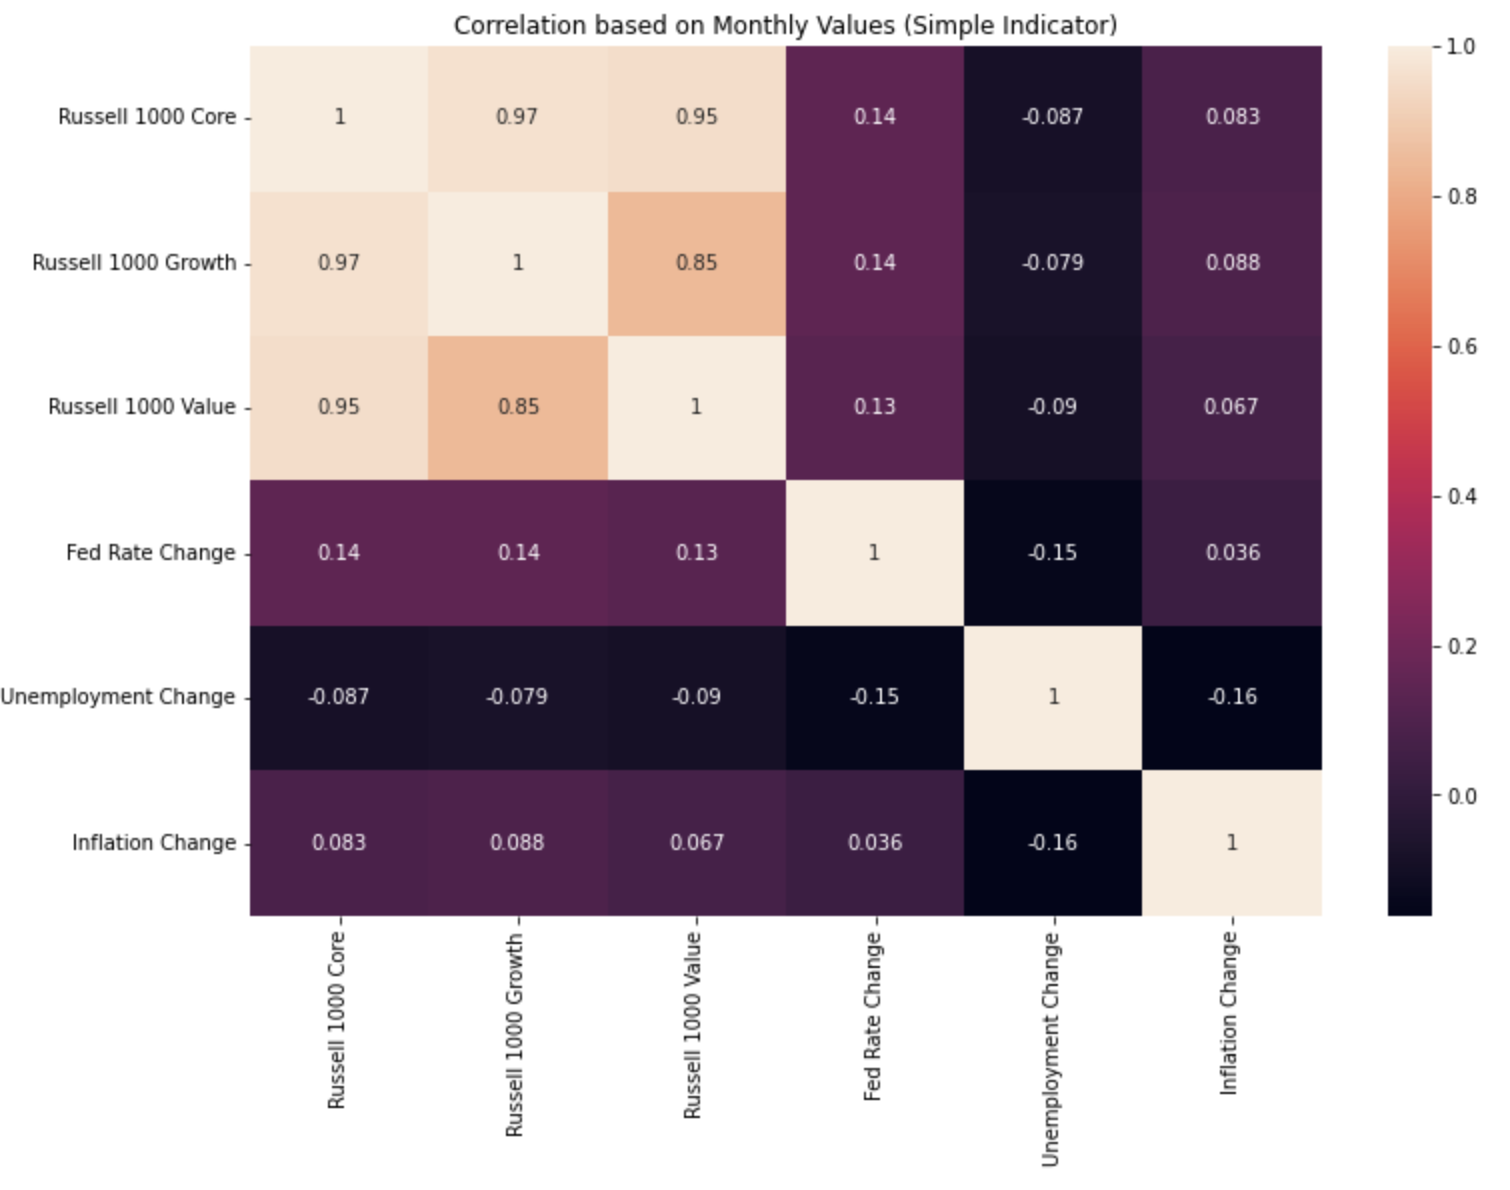 Correlation based on Monthly Values (Simple Indicator)
Russell 1000 Core 1 0.97 0.95 0.14 -0.087 0.083
Russell 1000 Growth 0.97 1 0.85 0.14 -0.079 0.088
Russell 1000 Value 0.95 0.85 1 0.13 -0.09 0.067
Fed Rate Change 0.14 0.14 0.13 1 -0.15 0.036
Unemployment Change -0.087 -0.079 -0.09 -0.15 1 -0.16
Inflation Change 0.083 0.088 0.067 0.036 -0.16 1
Russell 1000 Core
Russell 1000 Growth
Russell 1000 Value
Fed Rate Change
Unemployment Change
Inflation Change
1.0
0.8
0.6
0.4
0.2
0.0